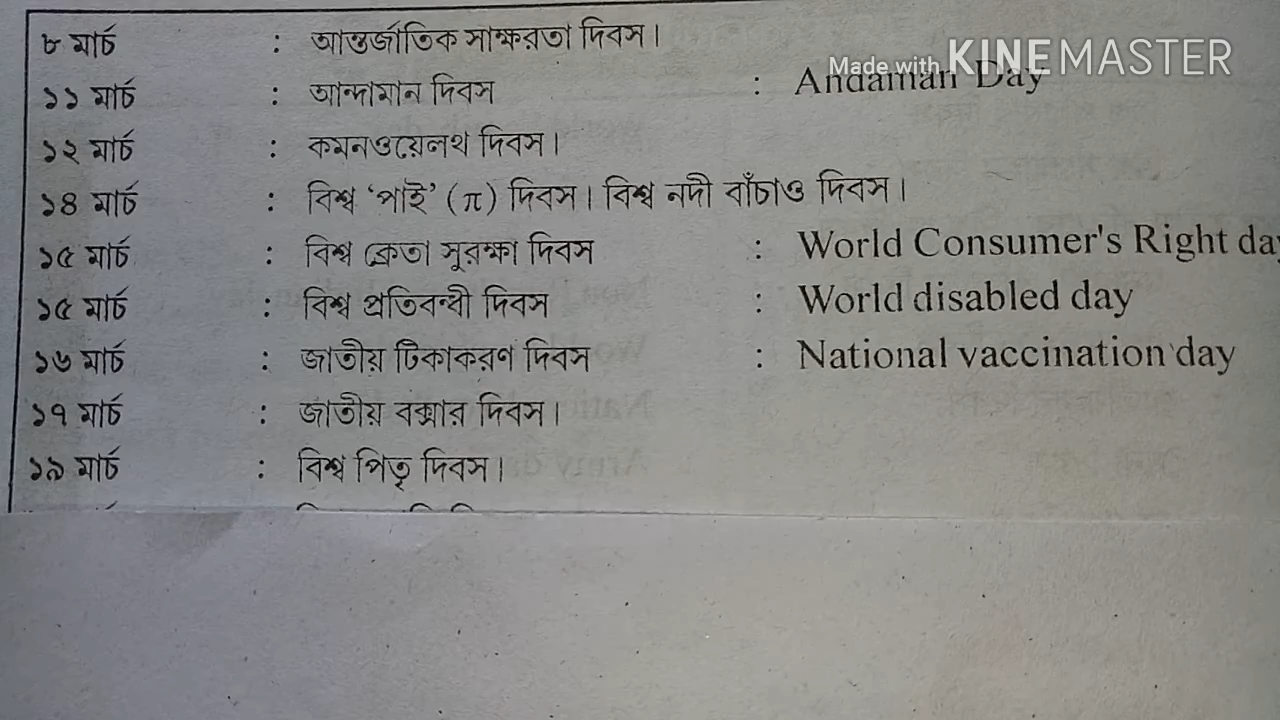 ৮ মার্চ : আন্তর্জাতিক সাক্ষরতা দিবস।
Made with KINEMASTER
১১ মার্চ : আন্দামান দিবস : Andaman Day
১২ মার্চ : কমনওয়েলথ দিবস।
১৪ মার্চ : বিশ্ব ‘পাই’ (π) দিবস। বিশ্ব নদী বাঁচাও দিবস।
১৫ মার্চ : বিশ্ব ক্রেতা সুরক্ষা দিবস : World Consumer's Right da
১৫ মার্চ : বিশ্ব প্রতিবন্ধী দিবস : World disabled day
১৬ মার্চ : জাতীয় টিকাকরণ দিবস : National vaccination day
১৭ মার্চ : জাতীয় বক্সার দিবস।
১৯ মার্চ : বিশ্ব পিতৃ দিবস।